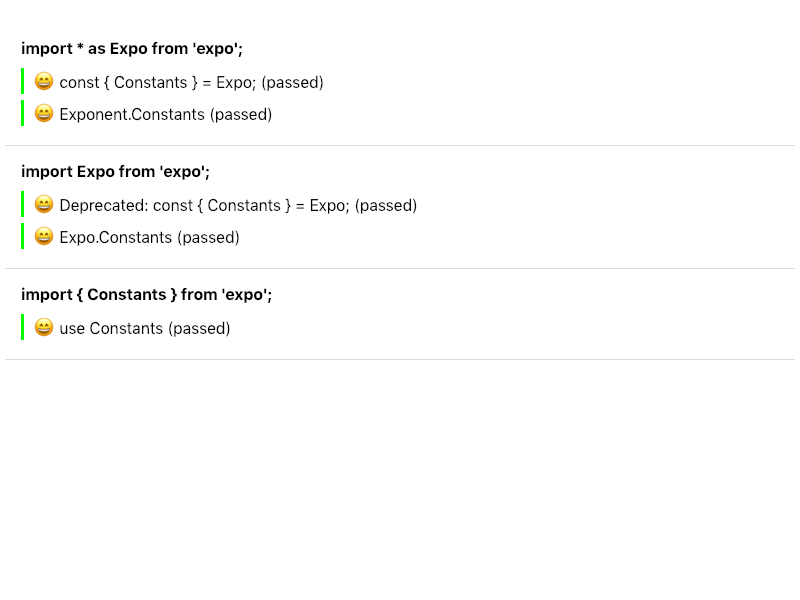 import * as Expo from 'expo';
😄 const { Constants } = Expo; (passed)
😄 Exponent.Constants (passed)
import Expo from 'expo';
😄 Deprecated: const { Constants } = Expo; (passed)
😄 Expo.Constants (passed)
import { Constants } from 'expo';
😄 use Constants (passed)